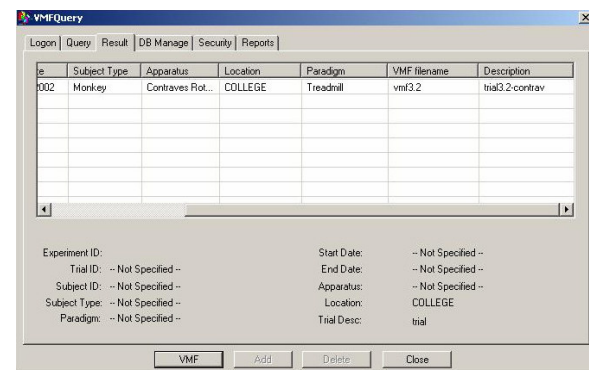 VMFQuery
Logon Query Result DB Manage Security Reports
te Subject Type Apparatus Location Paradigm VMF filename Description
2002 Monkey Contraves Rot... COLLEGE Treadmill vmf3.2 trial3.2-contrav
Experiment ID: Start Date: -- Not Specified --
Trial ID: -- Not Specified -- End Date: -- Not Specified --
Subject ID: -- Not Specified -- Apparatus: -- Not Specified --
Subject Type: -- Not Specified -- Location: COLLEGE
Paradigm: -- Not Specified -- Trial Desc: trial
VMF Add Delete Close